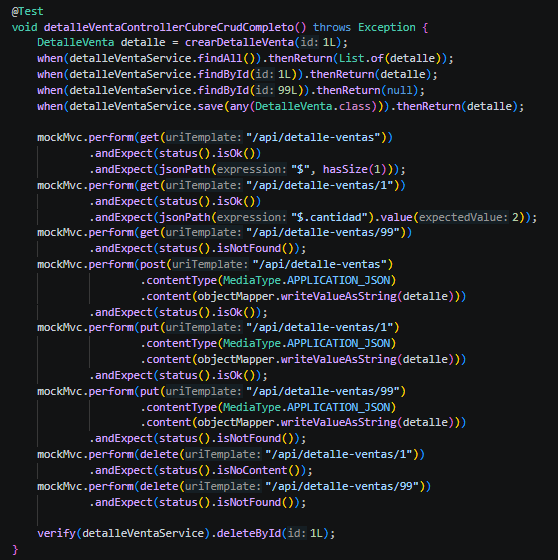 @Test
void detalleVentaControllerCubreCrudCompleto() throws Exception {
    DetalleVenta detalle = crearDetalleVenta(id:1L);
    when(detalleVentaService.findAll()).thenReturn(List.of(detalle));
    when(detalleVentaService.findById(id:1L)).thenReturn(detalle);
    when(detalleVentaService.findById(id:99L)).thenReturn(null);
    when(detalleVentaService.save(any(DetalleVenta.class))).thenReturn(detalle);

    mockMvc.perform(get(uriTemplate:"/api/detalle-ventas"))
            .andExpect(status().isOk())
            .andExpect(jsonPath(expression:"$", hasSize(1)));
    mockMvc.perform(get(uriTemplate:"/api/detalle-ventas/1"))
            .andExpect(status().isOk())
            .andExpect(jsonPath(expression:"$.cantidad").value(expectedValue:2));
    mockMvc.perform(get(uriTemplate:"/api/detalle-ventas/99"))
            .andExpect(status().isNotFound());
    mockMvc.perform(post(uriTemplate:"/api/detalle-ventas")
                    .contentType(MediaType.APPLICATION_JSON)
                    .content(objectMapper.writeValueAsString(detalle)))
            .andExpect(status().isOk());
    mockMvc.perform(put(uriTemplate:"/api/detalle-ventas/1")
                    .contentType(MediaType.APPLICATION_JSON)
                    .content(objectMapper.writeValueAsString(detalle)))
            .andExpect(status().isOk());
    mockMvc.perform(put(uriTemplate:"/api/detalle-ventas/99")
                    .contentType(MediaType.APPLICATION_JSON)
                    .content(objectMapper.writeValueAsString(detalle)))
            .andExpect(status().isNotFound());
    mockMvc.perform(delete(uriTemplate:"/api/detalle-ventas/1"))
            .andExpect(status().isNoContent());
    mockMvc.perform(delete(uriTemplate:"/api/detalle-ventas/99"))
            .andExpect(status().isNotFound());

    verify(detalleVentaService).deleteById(id:1L);
}